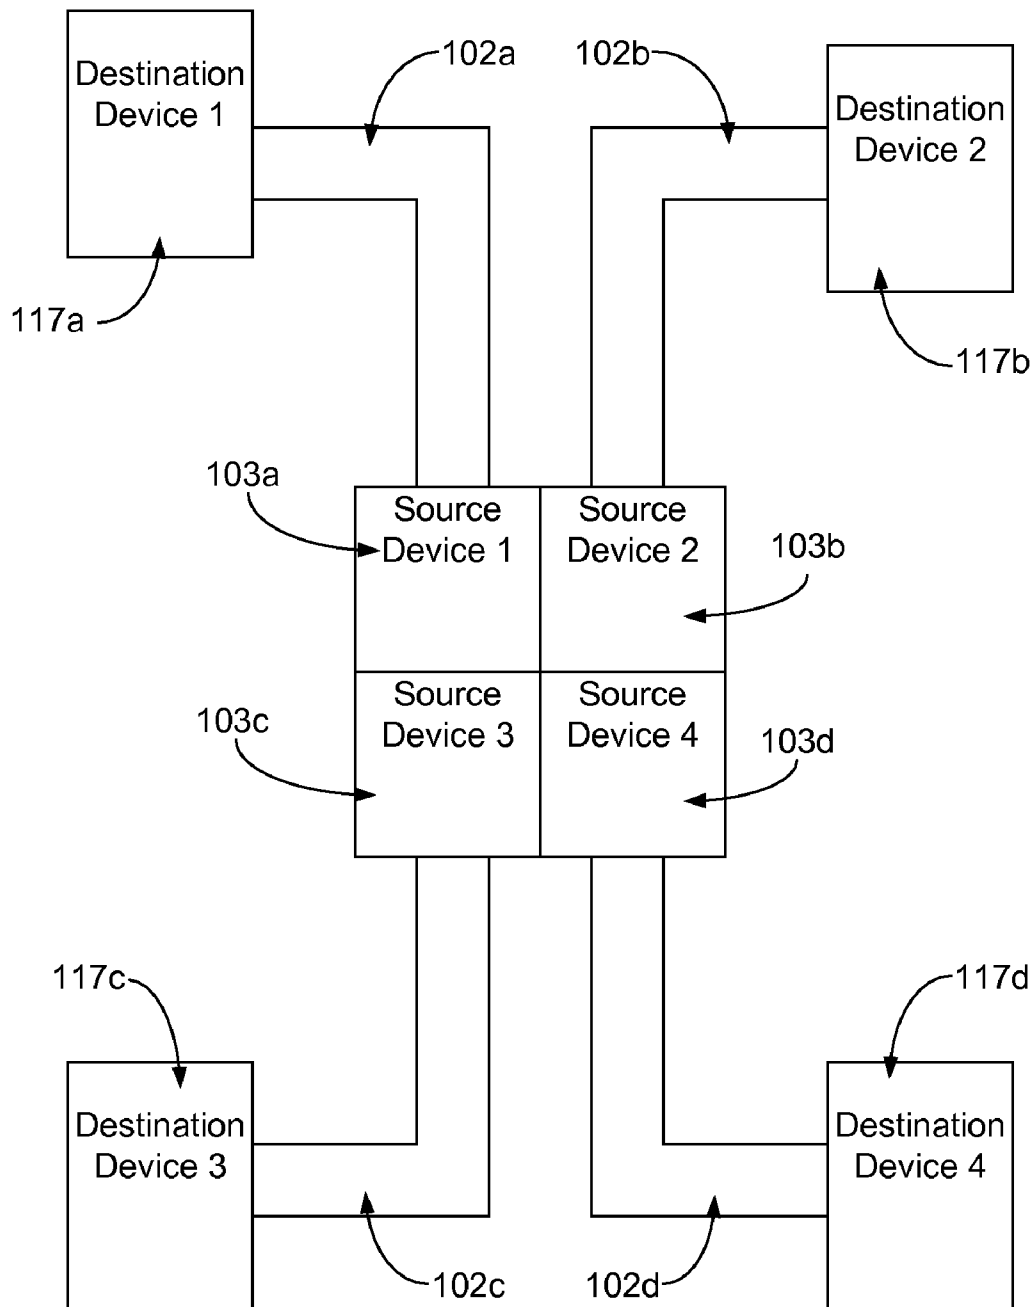 102a
102b
Destination
Device 1
Destination
Device 2
117a
117b
103a
Source
Device 1
Source
Device 2
103b
Source
Device 3
Source
Device 4
103c
103d
117c
117d
Destination
Device 3
Destination
Device 4
102c
102d